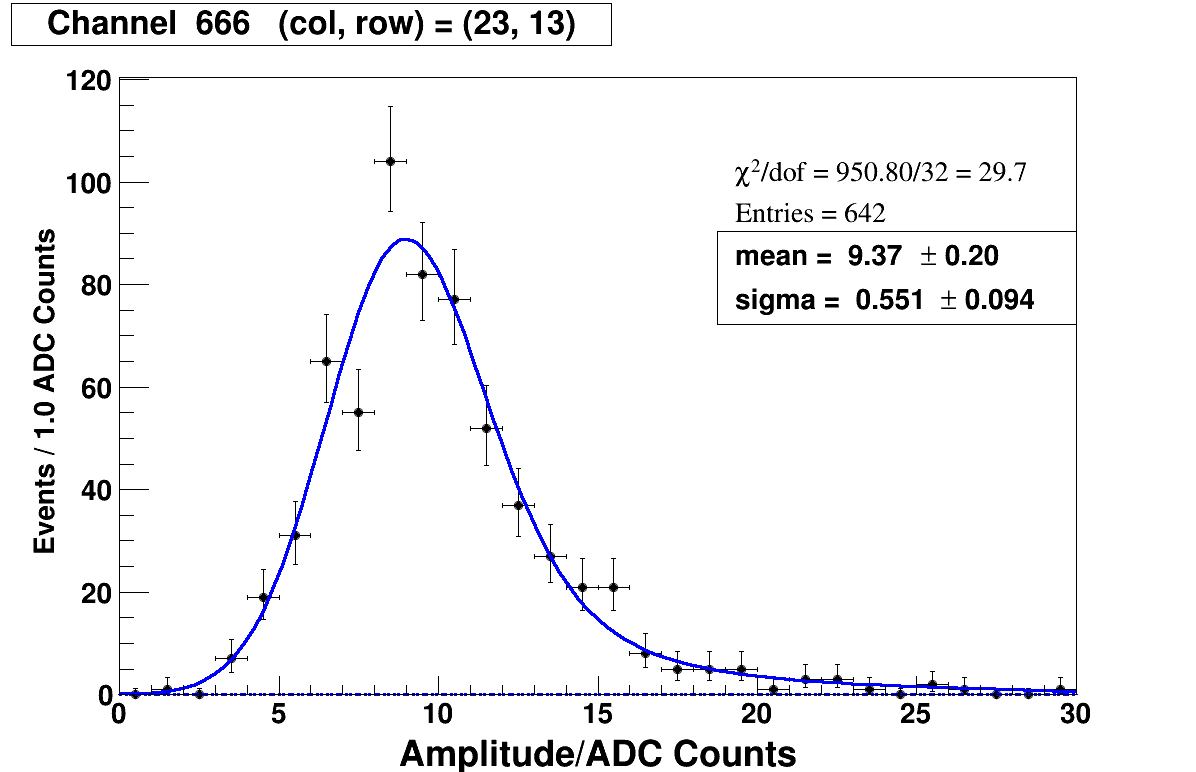 Channel 666 (col, row) = (23, 13)
120
100
80
60
40
20
0
Events / 1.0 ADC Counts
χ²/dof = 950.80/32 = 29.7
Entries = 642
mean = 9.37 ± 0.20
sigma = 0.551 ± 0.094
0 5 10 15 20 25 30
Amplitude/ADC Counts